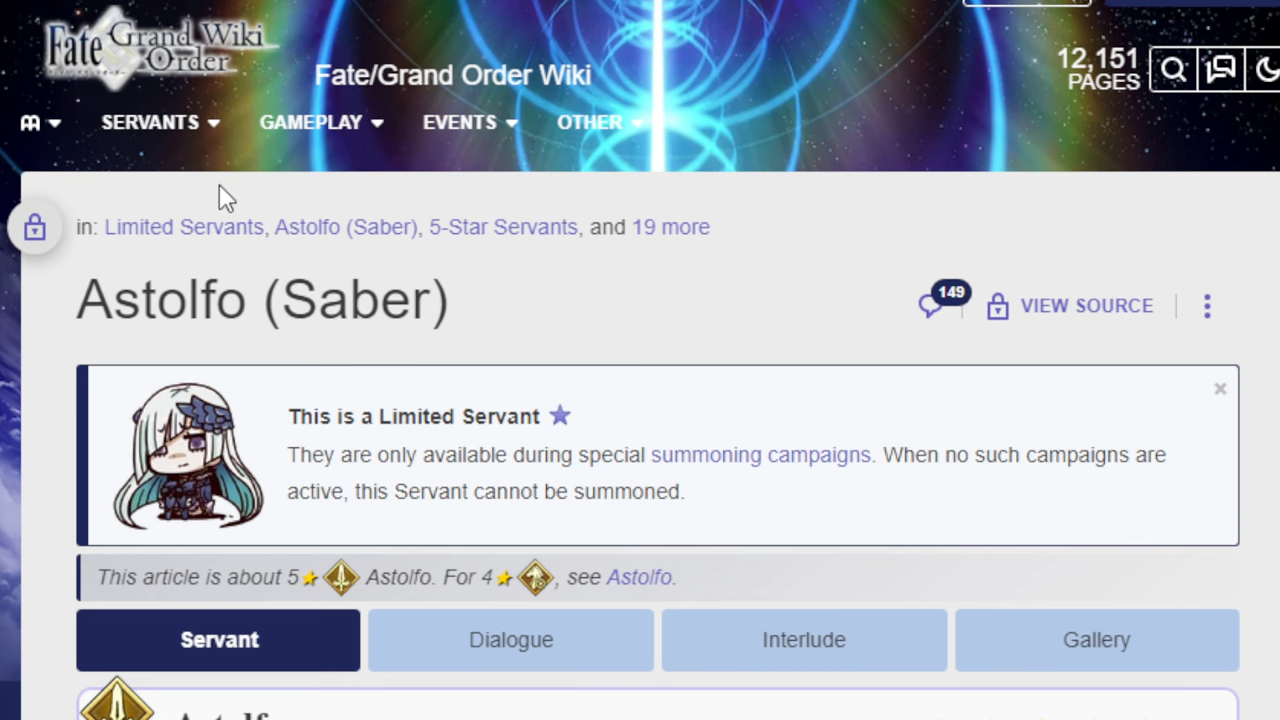 Fate Grand Order Wiki
Fate/Grand Order Wiki
12,151
PAGES
SERVANTS
GAMEPLAY
EVENTS
OTHER
in: Limited Servants, Astolfo (Saber), 5-Star Servants, and 19 more
Astolfo (Saber)
149
VIEW SOURCE
This is a Limited Servant
They are only available during special summoning campaigns. When no such campaigns are
active, this Servant cannot be summoned.
This article is about 5 Astolfo. For 4, see Astolfo.
Servant
Dialogue
Interlude
Gallery